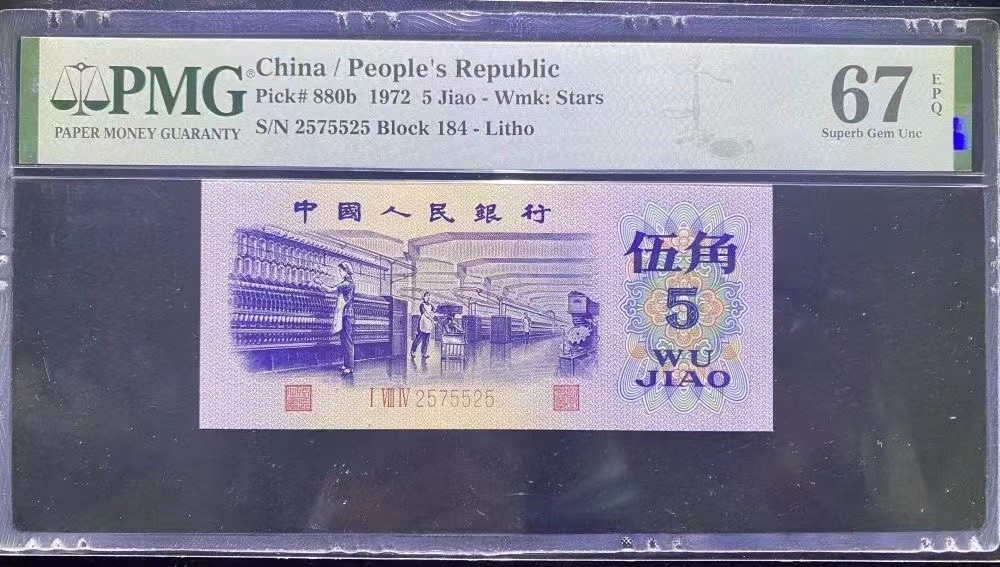 PMG®
PAPER MONEY GUARANTY
China / People's Republic
Pick# 880b 1972 5 Jiao - Wmk: Stars
S/N 2575525 Block 184 - Litho
67
EPQ
Superb Gem Unc
中國人民銀行
伍角
5
WU
JIAO
I VIII IV 2575525